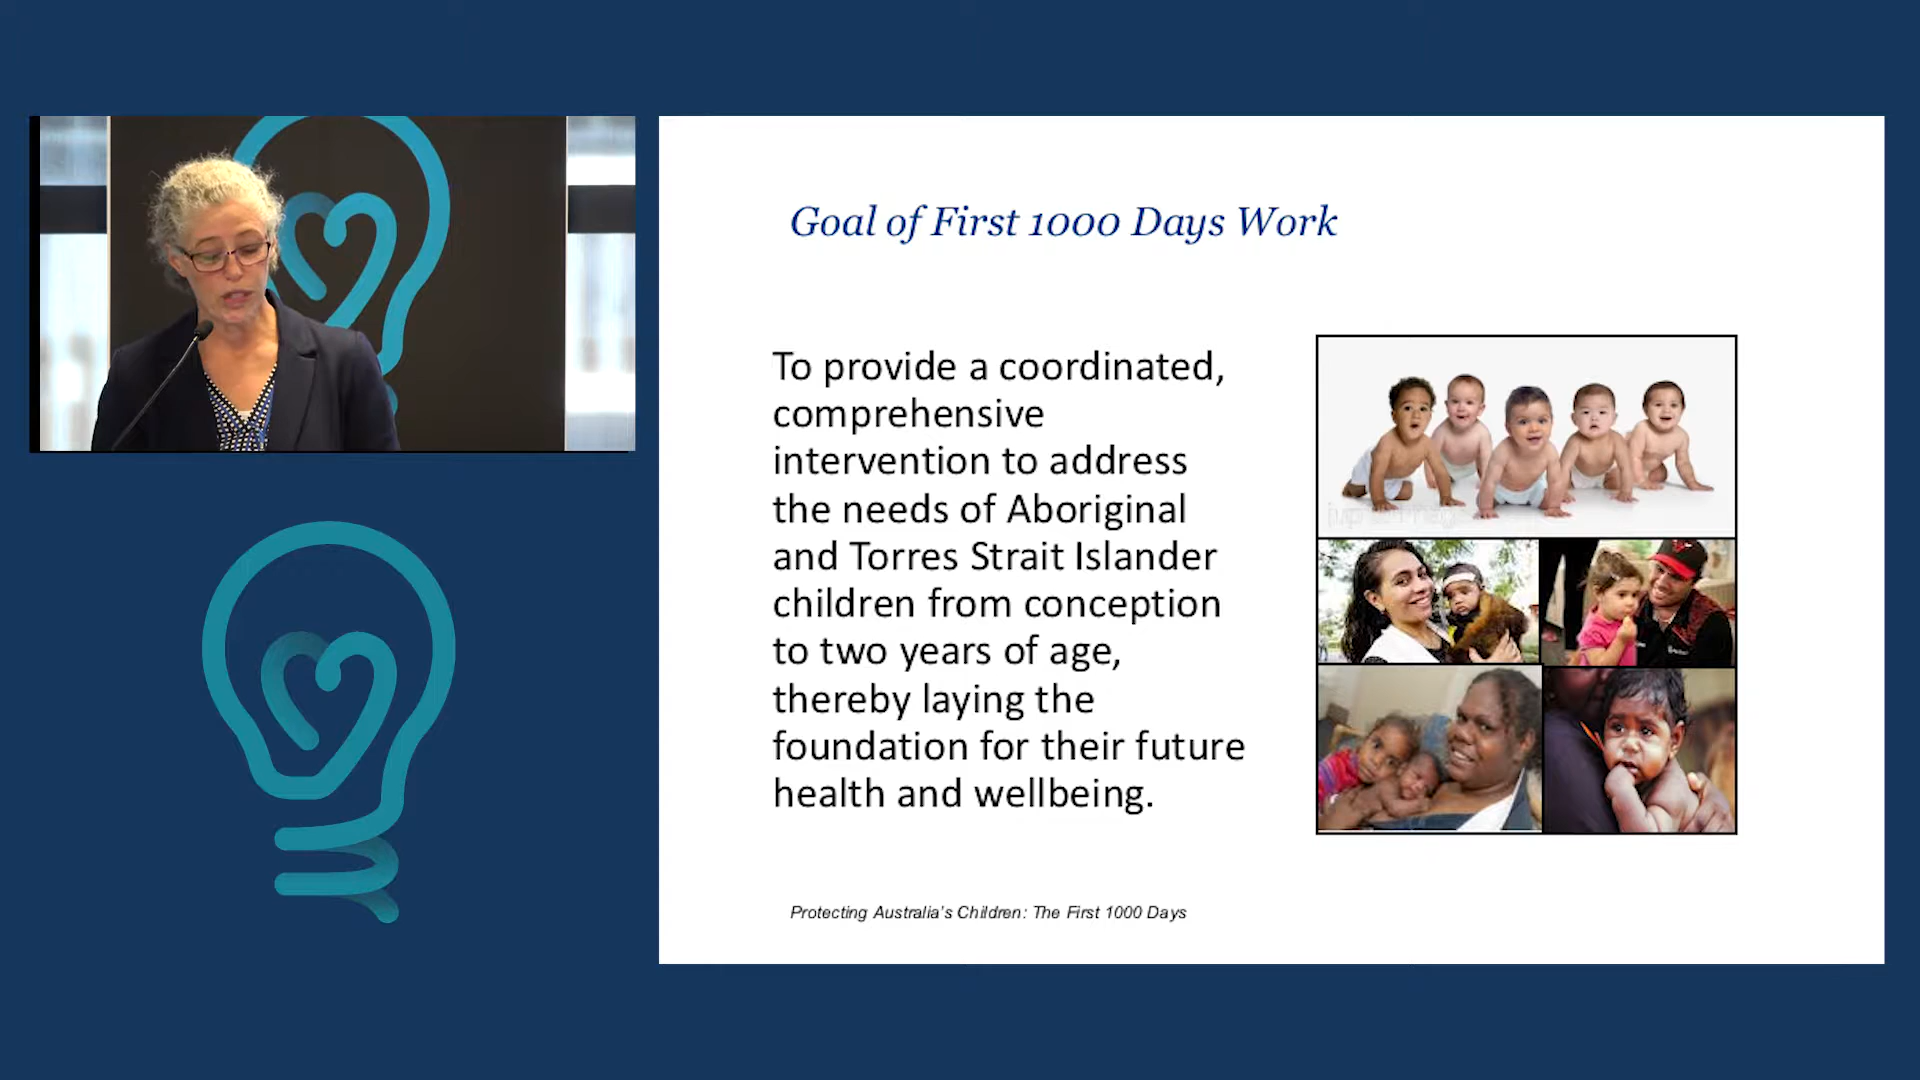 Goal of First 1000 Days Work
To provide a coordinated,
comprehensive
intervention to address
the needs of Aboriginal
and Torres Strait Islander
children from conception
to two years of age,
thereby laying the
foundation for their future
health and wellbeing.
Protecting Australia's Children: The First 1000 Days